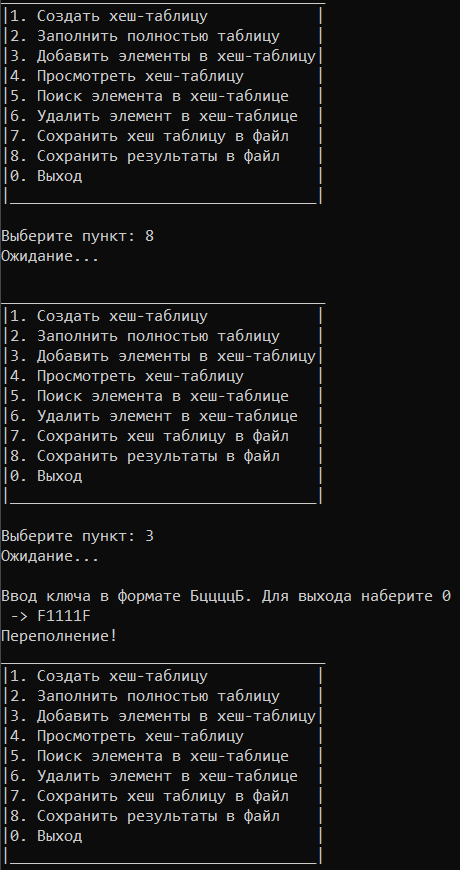 |1. Создать хеш-таблицу |
|2. Заполнить полностью таблицу |
|3. Добавить элементы в хеш-таблицу|
|4. Просмотреть хеш-таблицу |
|5. Поиск элемента в хеш-таблице |
|6. Удалить элемент в хеш-таблице |
|7. Сохранить хеш таблицу в файл |
|8. Сохранить результаты в файл |
|0. Выход |
|__________________________________|
Выберите пункт: 8
Ожидание...
____________________________________
|1. Создать хеш-таблицу |
|2. Заполнить полностью таблицу |
|3. Добавить элементы в хеш-таблицу|
|4. Просмотреть хеш-таблицу |
|5. Поиск элемента в хеш-таблице |
|6. Удалить элемент в хеш-таблице |
|7. Сохранить хеш таблицу в файл |
|8. Сохранить результаты в файл |
|0. Выход |
|__________________________________|
Выберите пункт: 3
Ожидание...
Ввод ключа в формате БццццБ. Для выхода наберите 0
-> F1111F
Переполнение!
____________________________________
|1. Создать хеш-таблицу |
|2. Заполнить полностью таблицу |
|3. Добавить элементы в хеш-таблицу|
|4. Просмотреть хеш-таблицу |
|5. Поиск элемента в хеш-таблице |
|6. Удалить элемент в хеш-таблице |
|7. Сохранить хеш таблицу в файл |
|8. Сохранить результаты в файл |
|0. Выход |
|__________________________________|